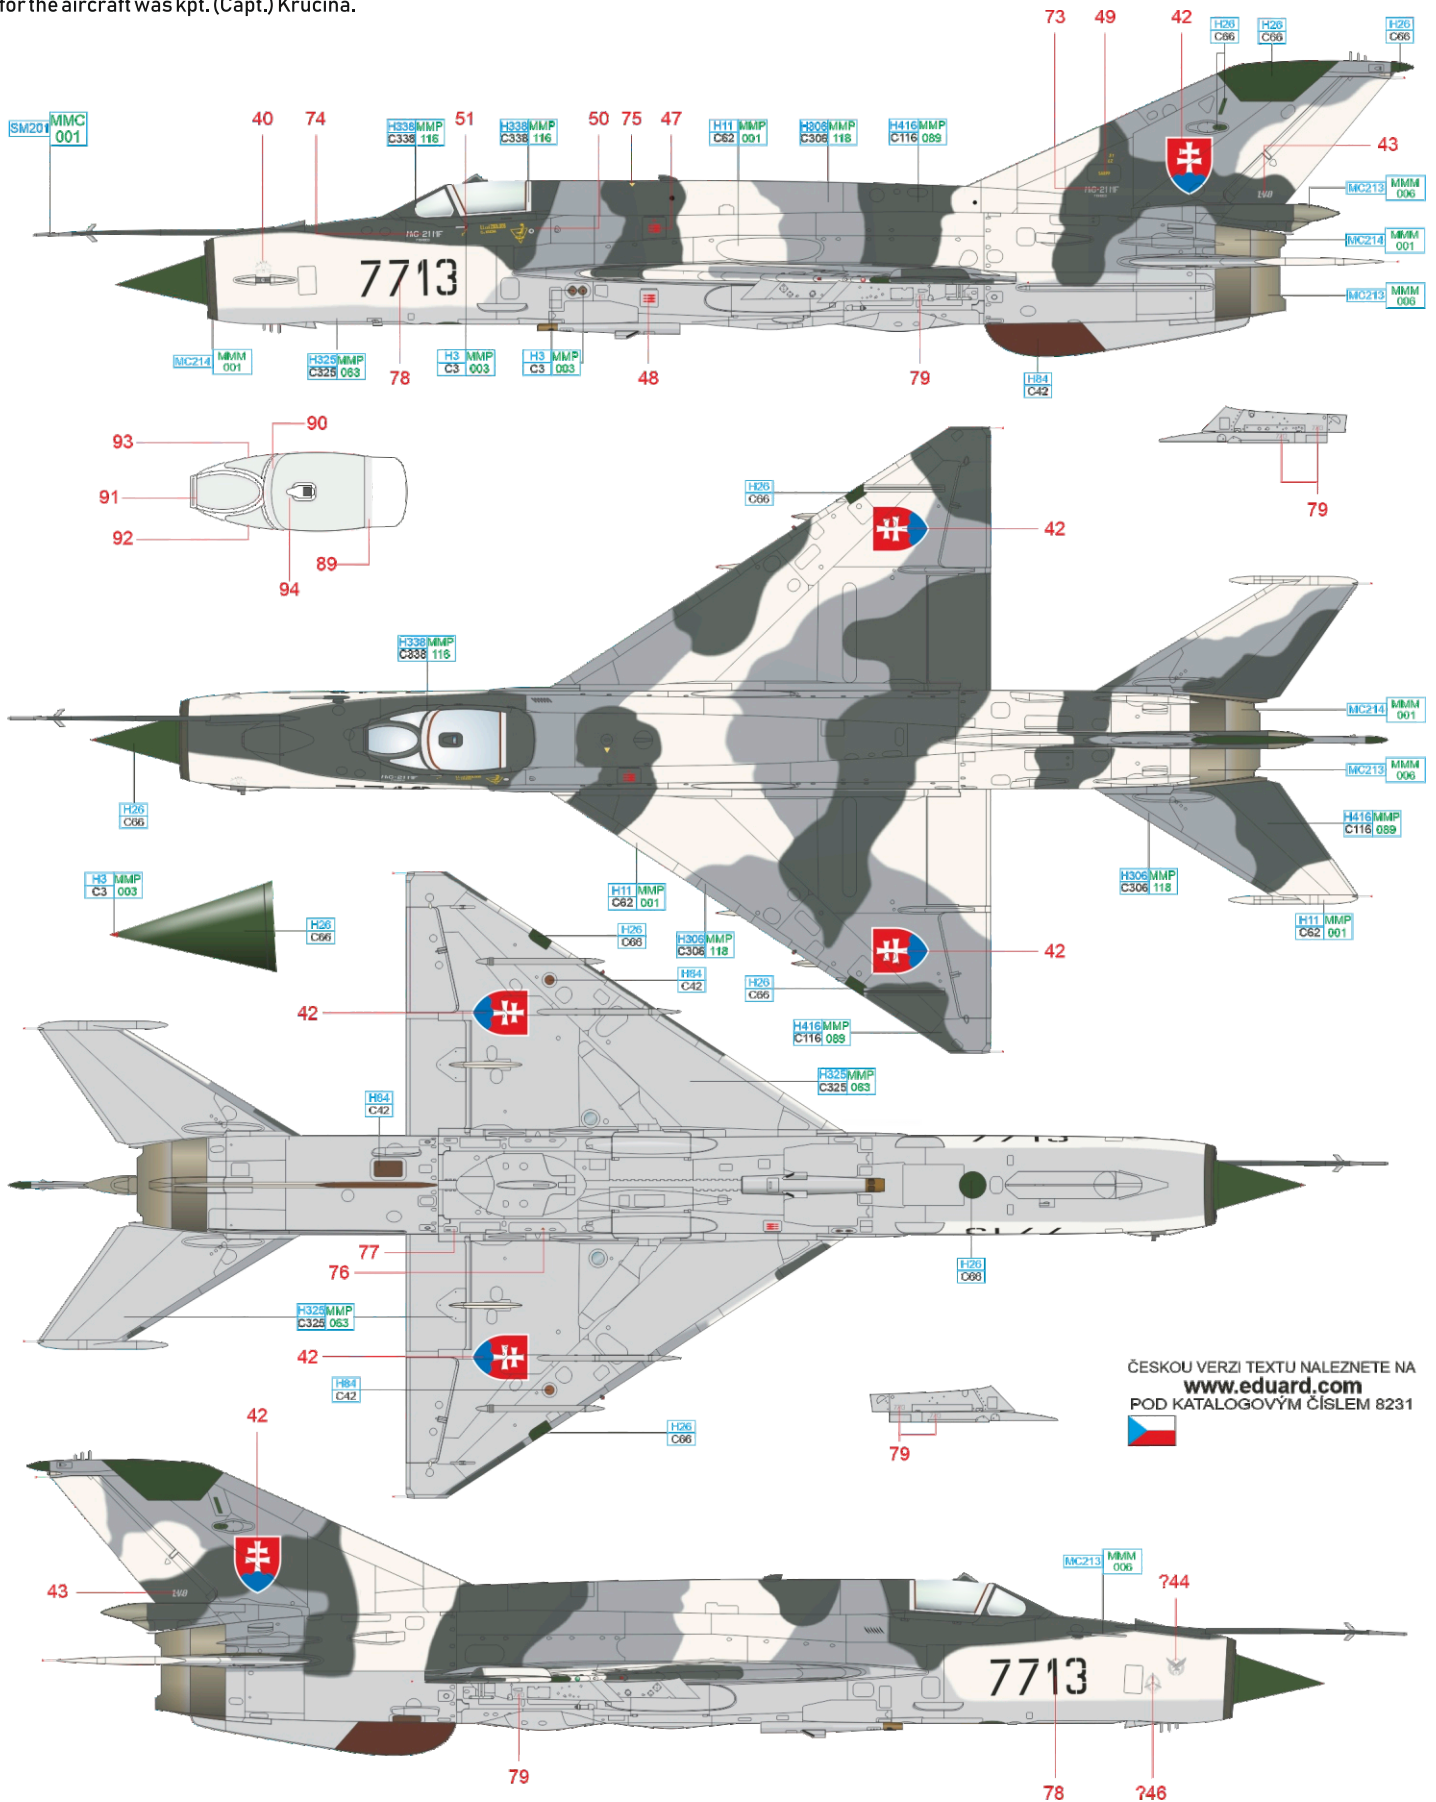 for the aircraft was kpt. (Capt.) Krucina.
73 49 42
H26 C66
H26 C66
H26 C66
SM201 MMC 001
40 74
H338 MMP C338 116
51
H338 MMP C338 116
50 75 47
H11 MMP C62 001
H306 MMP C306 118
H416 MMP C116 089
43
MC213 MMM 006
MC214 MMM 001
MC213 MMM 006
7713
MC214 MMM 001
H325 MMP C325 063
78
H3 MMP C3 003
H3 MMP C3 003
48
79
H84 C42
93 90
91
92
89
94
H26 C66
42
79
H338 MMP C338 116
MC214 MMM 001
MC213 MMM 006
H26 C66
H416 MMP C116 089
H306 MMP C306 118
H11 MMP C62 001
H3 MMP C3 003
H26 C66
H11 MMP C62 001
H306 MMP C306 118
H26 C66
H84 C42
42
H26 C66
42
H416 MMP C116 089
H325 MMP C325 063
H84 C42
7713
7713
77
76
H26 C66
H325 MMP C325 063
42
H84 C42
H26 C66
79
ČESKOU VERZI TEXTU NALEZNETE NA
www.eduard.com
POD KATALOGOVÝM ČÍSLEM 8231
42
43
MC213 MMM 006
?44
7713
79
78
?46